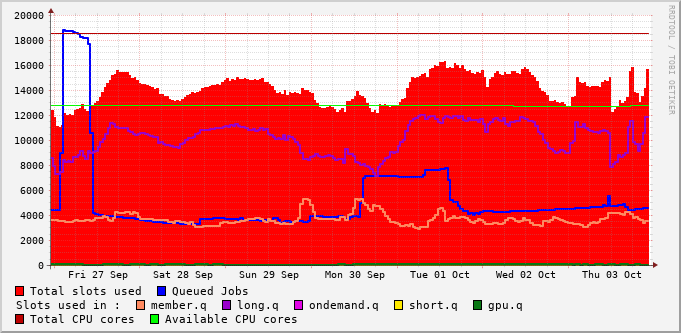 RRDTOOL / TOBI OETIKER
20000
18000
16000
14000
12000
10000
8000
6000
4000
2000
0
Fri 27 Sep Sat 28 Sep Sun 29 Sep Mon 30 Sep Tue 01 Oct Wed 02 Oct Thu 03 Oct
Total slots used Queued Jobs
Slots used in : member.q long.q ondemand.q short.q gpu.q
Total CPU cores Available CPU cores